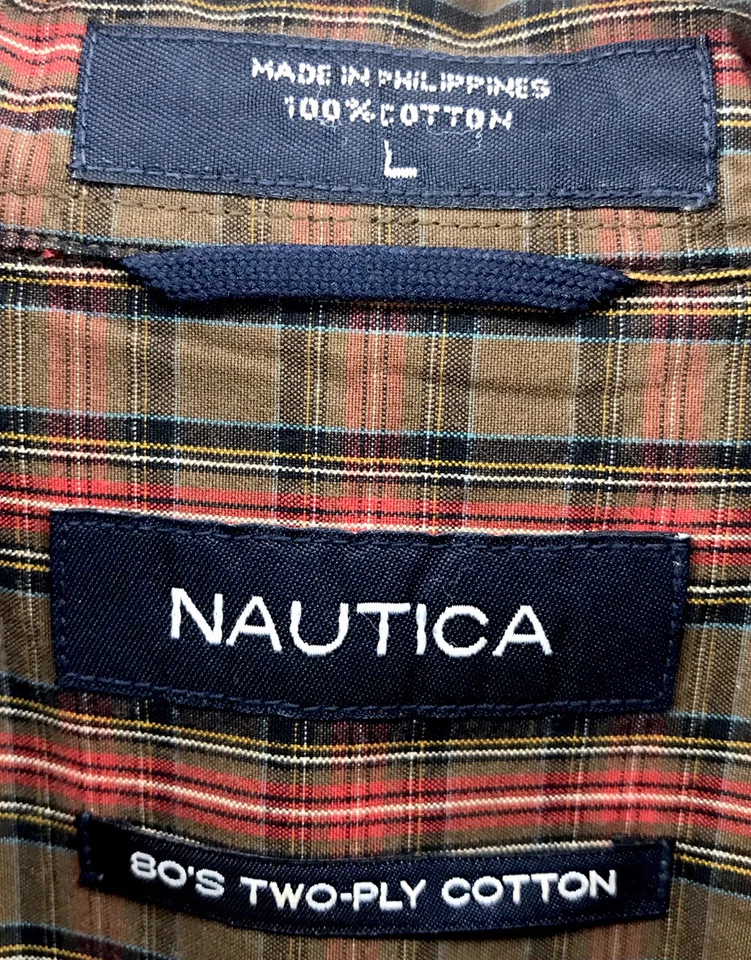 MADE IN PHILIPPINES
100% COTTON
L
NAUTICA
80'S TWO-PLY COTTON